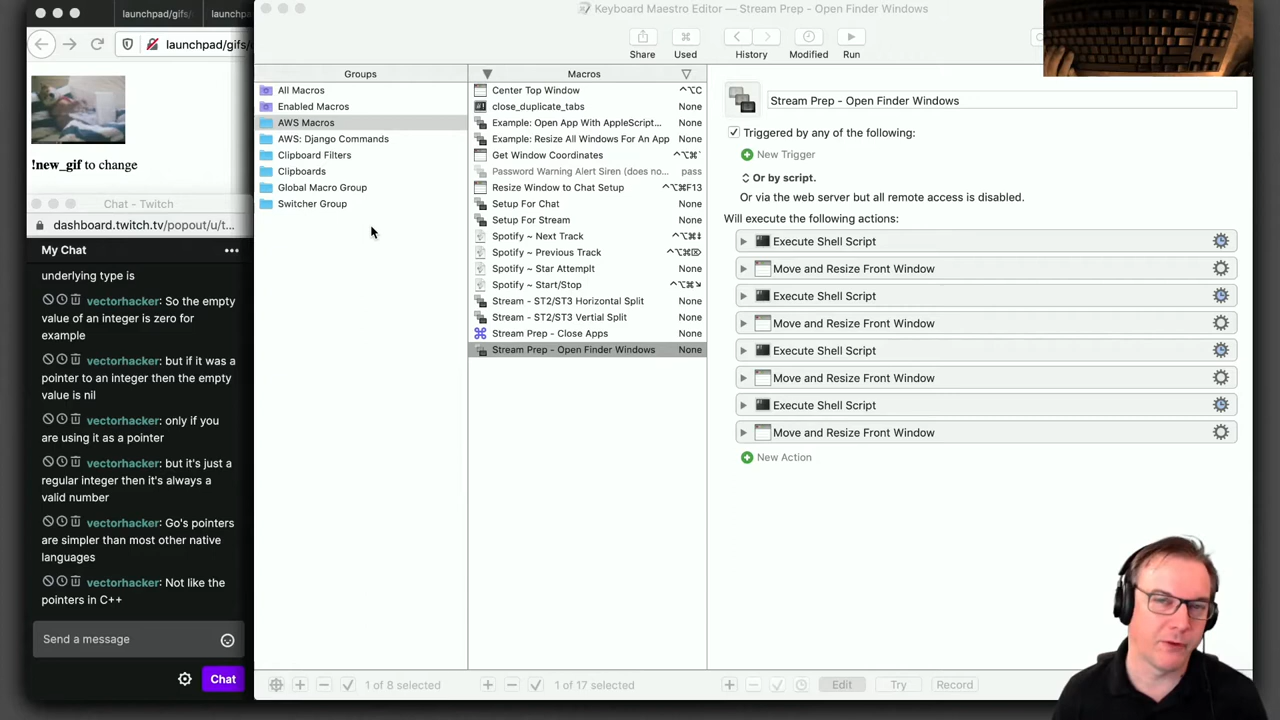 launchpad/gifs/
launchpa
launchpad/gifs/
!new_gif to change
Chat - Twitch
dashboard.twitch.tv/popout/u/t...
My Chat
underlying type is
vectorhacker: So the empty
value of an integer is zero for
example
vectorhacker: but if it was a
pointer to an integer then the empty
value is nil
vectorhacker: only if you
are using it as a pointer
vectorhacker: but it's just a
regular integer then it's always a
valid number
vectorhacker: Go's pointers
are simpler than most other native
languages
vectorhacker: Not like the
pointers in C++
Send a message
Chat
Keyboard Maestro Editor — Stream Prep - Open Finder Windows
Share
Used
History
Modified
Run
Groups
All Macros
Enabled Macros
AWS Macros
AWS: Django Commands
Clipboard Filters
Clipboards
Global Macro Group
Switcher Group
1 of 8 selected
Macros
Center Top Window ^⌥C
close_duplicate_tabs None
Example: Open App With AppleScript... None
Example: Resize All Windows For An App None
Get Window Coordinates ^⌥⌘`
Password Warning Alert Siren (does no... pass
Resize Window to Chat Setup ^⌥⌘F13
Setup For Chat None
Setup For Stream None
Spotify ~ Next Track ^⌥⌘⇟
Spotify ~ Previous Track ^⌥⌘⌦
Spotify ~ Star AttempIt None
Spotify ~ Start/Stop ^⌥⌘↘
Stream - ST2/ST3 Horizontal Split None
Stream - ST2/ST3 Vertial Split None
Stream Prep - Close Apps None
Stream Prep - Open Finder Windows None
1 of 17 selected
Stream Prep - Open Finder Windows
Triggered by any of the following:
New Trigger
Or by script.
Or via the web server but all remote access is disabled.
Will execute the following actions:
Execute Shell Script
Move and Resize Front Window
Execute Shell Script
Move and Resize Front Window
Execute Shell Script
Move and Resize Front Window
Execute Shell Script
Move and Resize Front Window
New Action
Edit
Try
Record